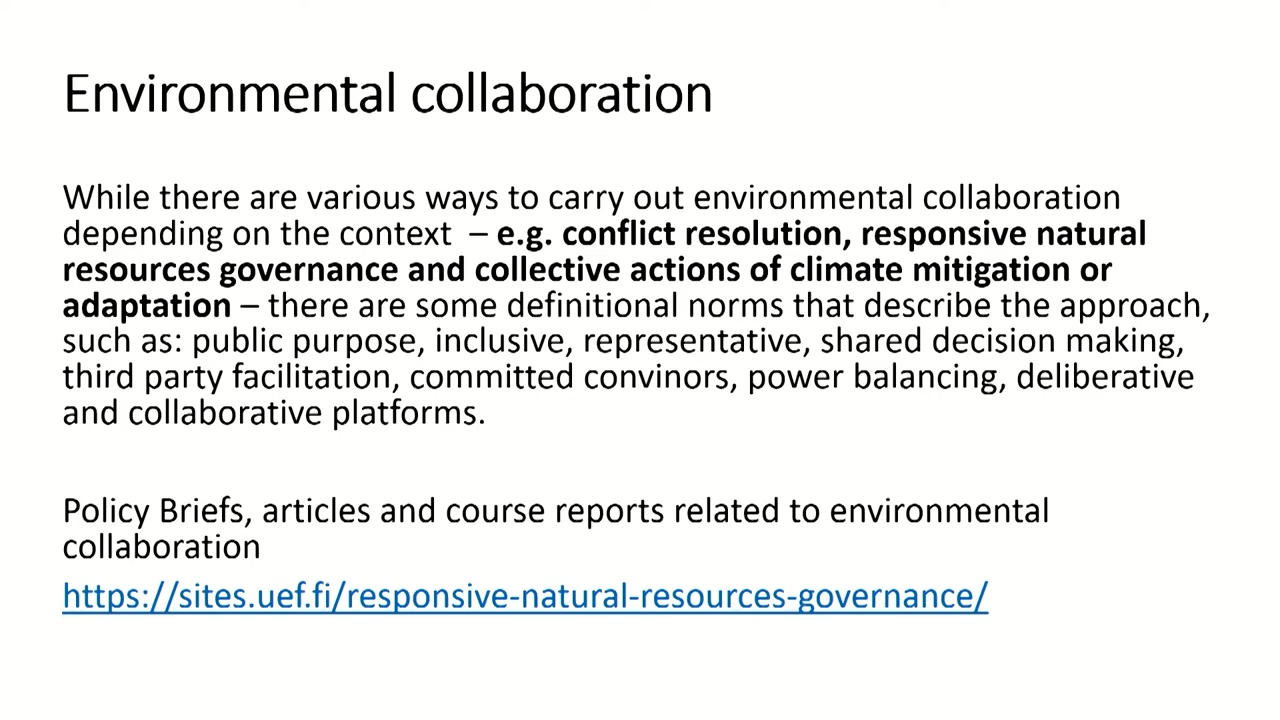 Environmental collaboration
While there are various ways to carry out environmental collaboration
depending on the context – e.g. conflict resolution, responsive natural
resources governance and collective actions of climate mitigation or
adaptation – there are some definitional norms that describe the approach,
such as: public purpose, inclusive, representative, shared decision making,
third party facilitation, committed convinors, power balancing, deliberative
and collaborative platforms.
Policy Briefs, articles and course reports related to environmental
collaboration
https://sites.uef.fi/responsive-natural-resources-governance/